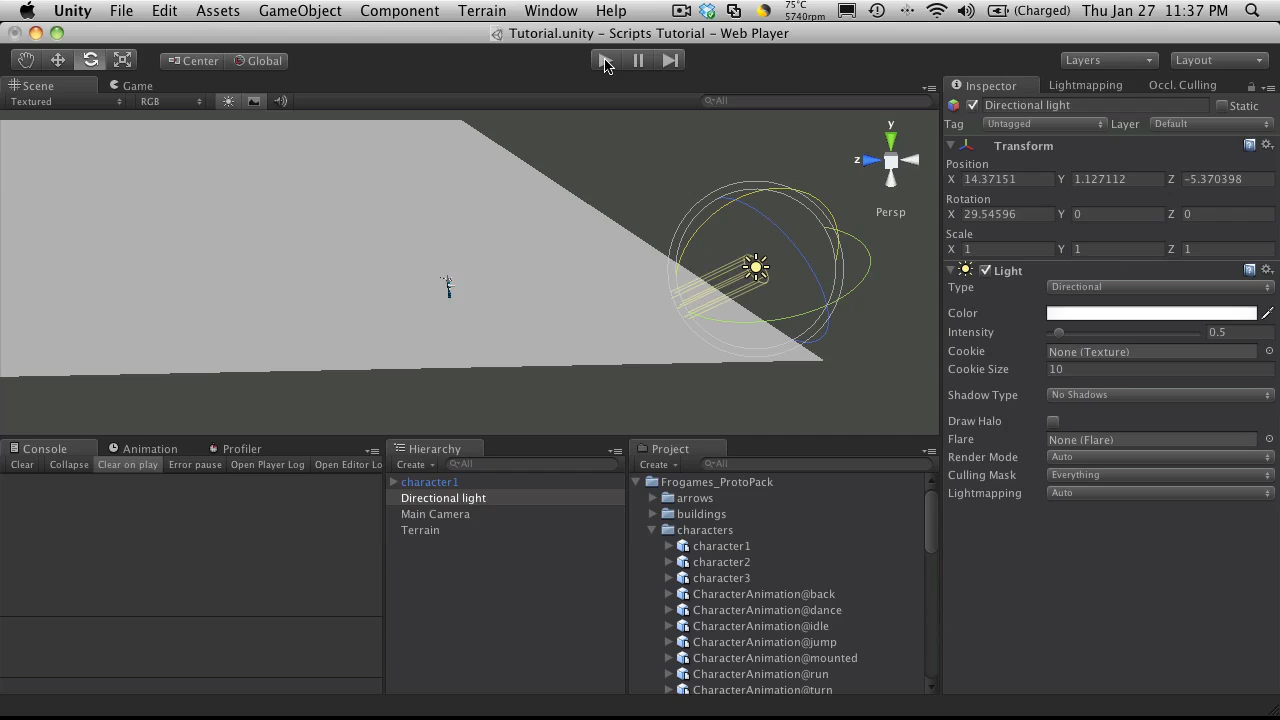 Unity File Edit Assets GameObject Component Terrain Window Help 75°C 5740rpm (Charged) Thu Jan 27 11:37 PM
Tutorial.unity – Scripts Tutorial – Web Player
Center Global Layers Layout
Scene Game Inspector Lightmapping Occl. Culling
Textured RGB All
Directional light Static
Tag Untagged Layer Default
Transform
Position
X 14.37151 Y 1.127112 Z -5.370398
Rotation
X 29.54596 Y 0 Z 0
Scale
X 1 Y 1 Z 1
y
z
Persp
Light
Type Directional
Color
Intensity 0.5
Cookie None (Texture)
Cookie Size 10
Shadow Type No Shadows
Draw Halo
Flare None (Flare)
Render Mode Auto
Culling Mask Everything
Lightmapping Auto
Console Animation Profiler
Clear Collapse Clear on play Error pause Open Player Log Open Editor Lo
Hierarchy
Create All
character1
Directional light
Main Camera
Terrain
Project
Create All
Frogames_ProtoPack
arrows
buildings
characters
character1
character2
character3
CharacterAnimation@back
CharacterAnimation@dance
CharacterAnimation@idle
CharacterAnimation@jump
CharacterAnimation@mounted
CharacterAnimation@run
CharacterAnimation@turn